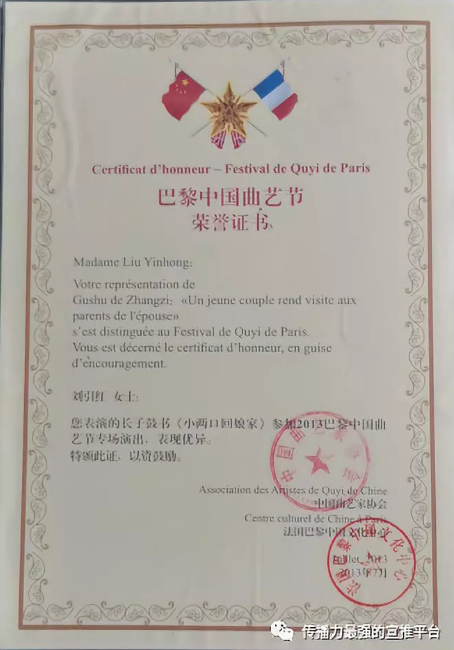 Certificat d'honneur – Festival de Quyi de Paris
巴黎中国曲艺节
荣誉证书
Madame Liu Yinhong:
Votre représentation de
Gushu de Zhangzi: «Un jeune couple rend visite aux
parents de l'épouse»
s'est distinguée au Festival de Quyi de Paris.
Vous est décerné le certificat d'honneur, en guise
d'encouragement.
刘引红 女士:
您表演的长子鼓书《小两口回娘家》参加2013巴黎中国曲
艺节专场演出,表现优异。
特颁此证,以资鼓励。
Association des Artistes de Quyi de Chine
中国曲艺家协会
Centre culturel de Chine à Paris
法国巴黎中国文化中心
Juillet 2013
2013年7月
传播力最强的宣推平台